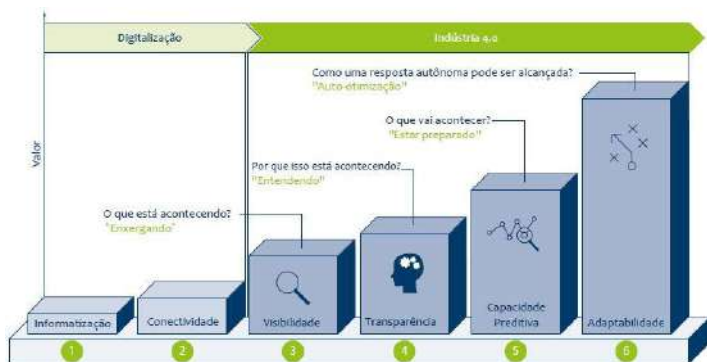 Digitalização
Indústria 4.0
Como uma resposta autônoma pode ser alcançada?
"Auto-otimização"
O que vai acontecer?
"Estar preparado"
Por que isso está acontecendo?
"Entendendo"
O que está acontecendo?
"Enxergando"
Valor
Informatização
Conectividade
Visibilidade
Transparência
Capacidade
Preditiva
Adaptabilidade
1
2
3
4
5
6